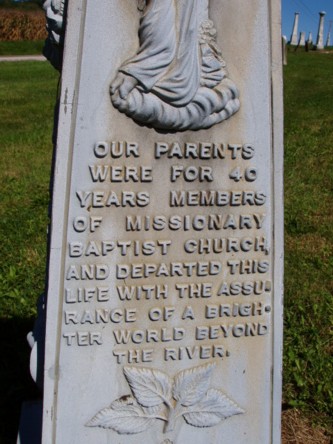 OUR PARENTS
WERE FOR 40
YEARS MEMBERS
OF MISSIONARY
BAPTIST CHURCH,
AND DEPARTED THIS
LIFE WITH THE ASSU-
RANCE OF A BRIGH-
TER WORLD BEYOND
THE RIVER.